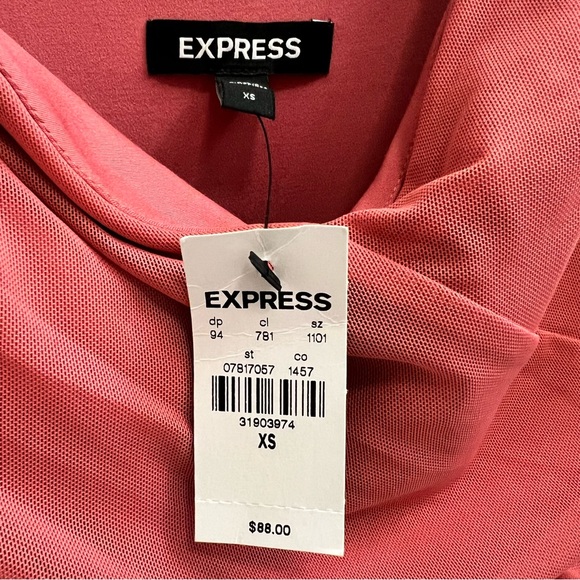 EXPRESS
XS
EXPRESS
dp cl sz
94 781 1101
st co
07817057 1457
31903974
XS
$88.00